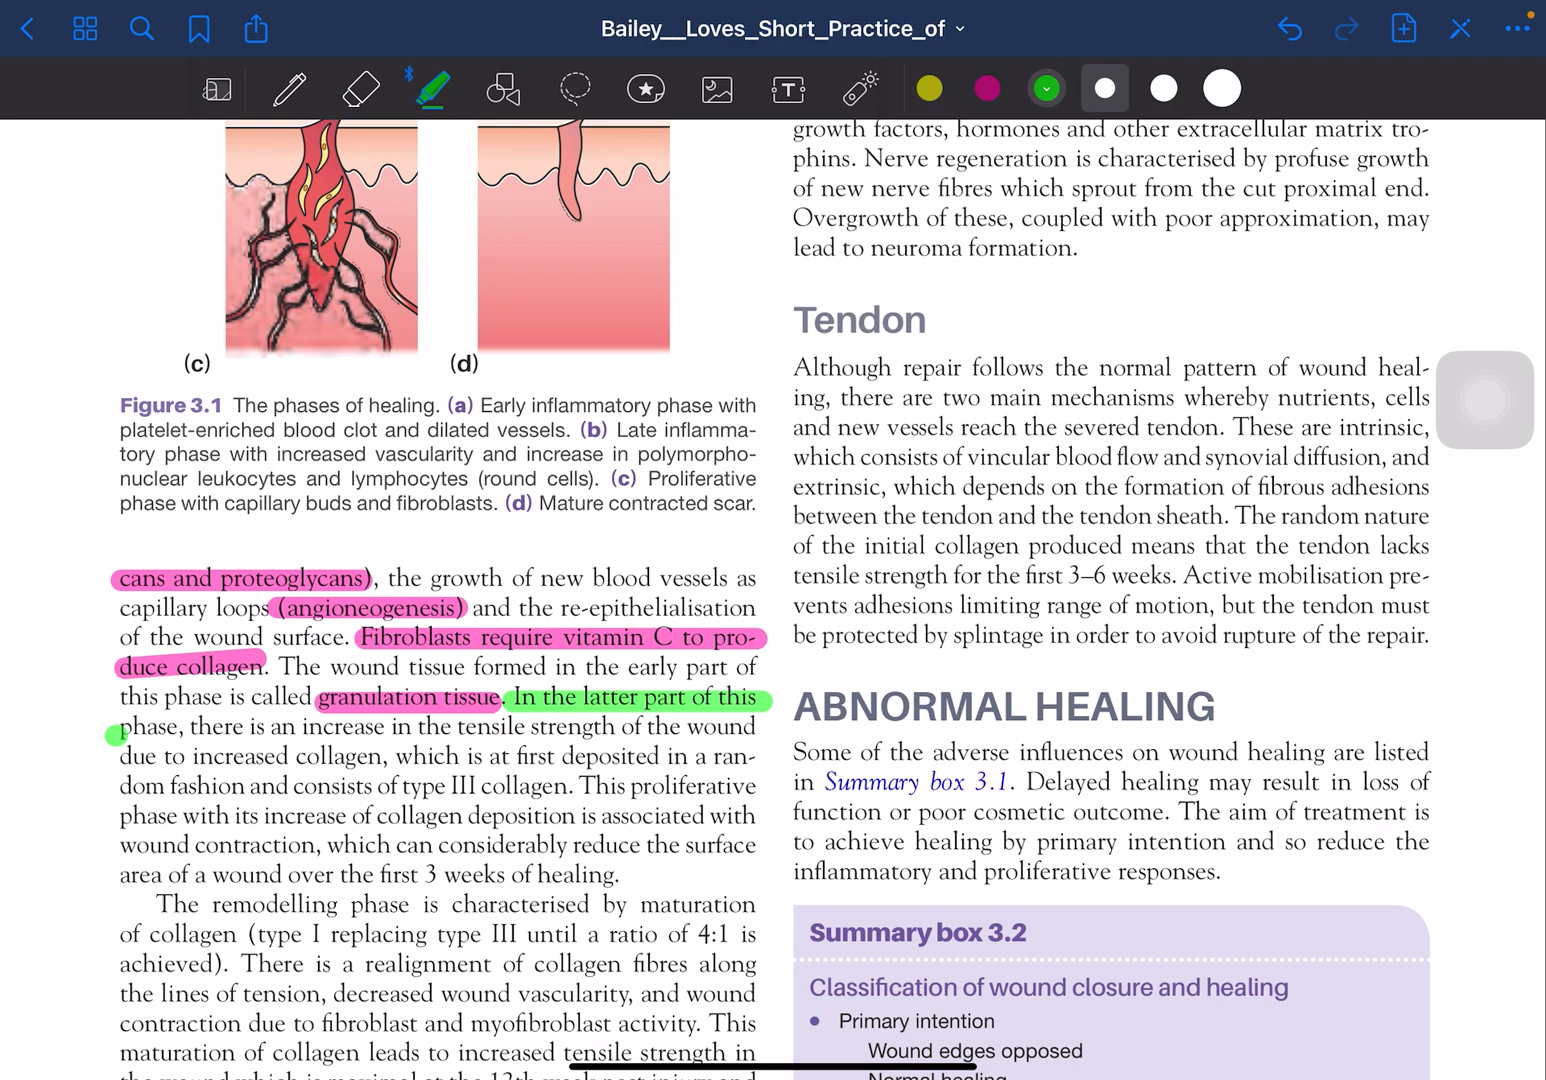 Bailey__Loves_Short_Practice_of
T
(c)
(d)
Figure 3.1 The phases of healing. (a) Early inflammatory phase with
platelet-enriched blood clot and dilated vessels. (b) Late inflamma-
tory phase with increased vascularity and increase in polymorpho-
nuclear leukocytes and lymphocytes (round cells). (c) Proliferative
phase with capillary buds and fibroblasts. (d) Mature contracted scar.
cans and proteoglycans), the growth of new blood vessels as
capillary loops (angioneogenesis) and the re-epithelialisation
of the wound surface. Fibroblasts require vitamin C to pro-
duce collagen. The wound tissue formed in the early part of
this phase is called granulation tissue. In the latter part of this
phase, there is an increase in the tensile strength of the wound
due to increased collagen, which is at first deposited in a ran-
dom fashion and consists of type III collagen. This proliferative
phase with its increase of collagen deposition is associated with
wound contraction, which can considerably reduce the surface
area of a wound over the first 3 weeks of healing.
The remodelling phase is characterised by maturation
of collagen (type I replacing type III until a ratio of 4:1 is
achieved). There is a realignment of collagen fibres along
the lines of tension, decreased wound vascularity, and wound
contraction due to fibroblast and myofibroblast activity. This
maturation of collagen leads to increased tensile strength in
the wound which is maximal at the 12th week post injury and
growth factors, hormones and other extracellular matrix tro-
phins. Nerve regeneration is characterised by profuse growth
of new nerve fibres which sprout from the cut proximal end.
Overgrowth of these, coupled with poor approximation, may
lead to neuroma formation.
Tendon
Although repair follows the normal pattern of wound heal-
ing, there are two main mechanisms whereby nutrients, cells
and new vessels reach the severed tendon. These are intrinsic,
which consists of vincular blood flow and synovial diffusion, and
extrinsic, which depends on the formation of fibrous adhesions
between the tendon and the tendon sheath. The random nature
of the initial collagen produced means that the tendon lacks
tensile strength for the first 3–6 weeks. Active mobilisation pre-
vents adhesions limiting range of motion, but the tendon must
be protected by splintage in order to avoid rupture of the repair.
ABNORMAL HEALING
Some of the adverse influences on wound healing are listed
in Summary box 3.1. Delayed healing may result in loss of
function or poor cosmetic outcome. The aim of treatment is
to achieve healing by primary intention and so reduce the
inflammatory and proliferative responses.
Summary box 3.2
Classification of wound closure and healing
● Primary intention
Wound edges opposed
Normal healing